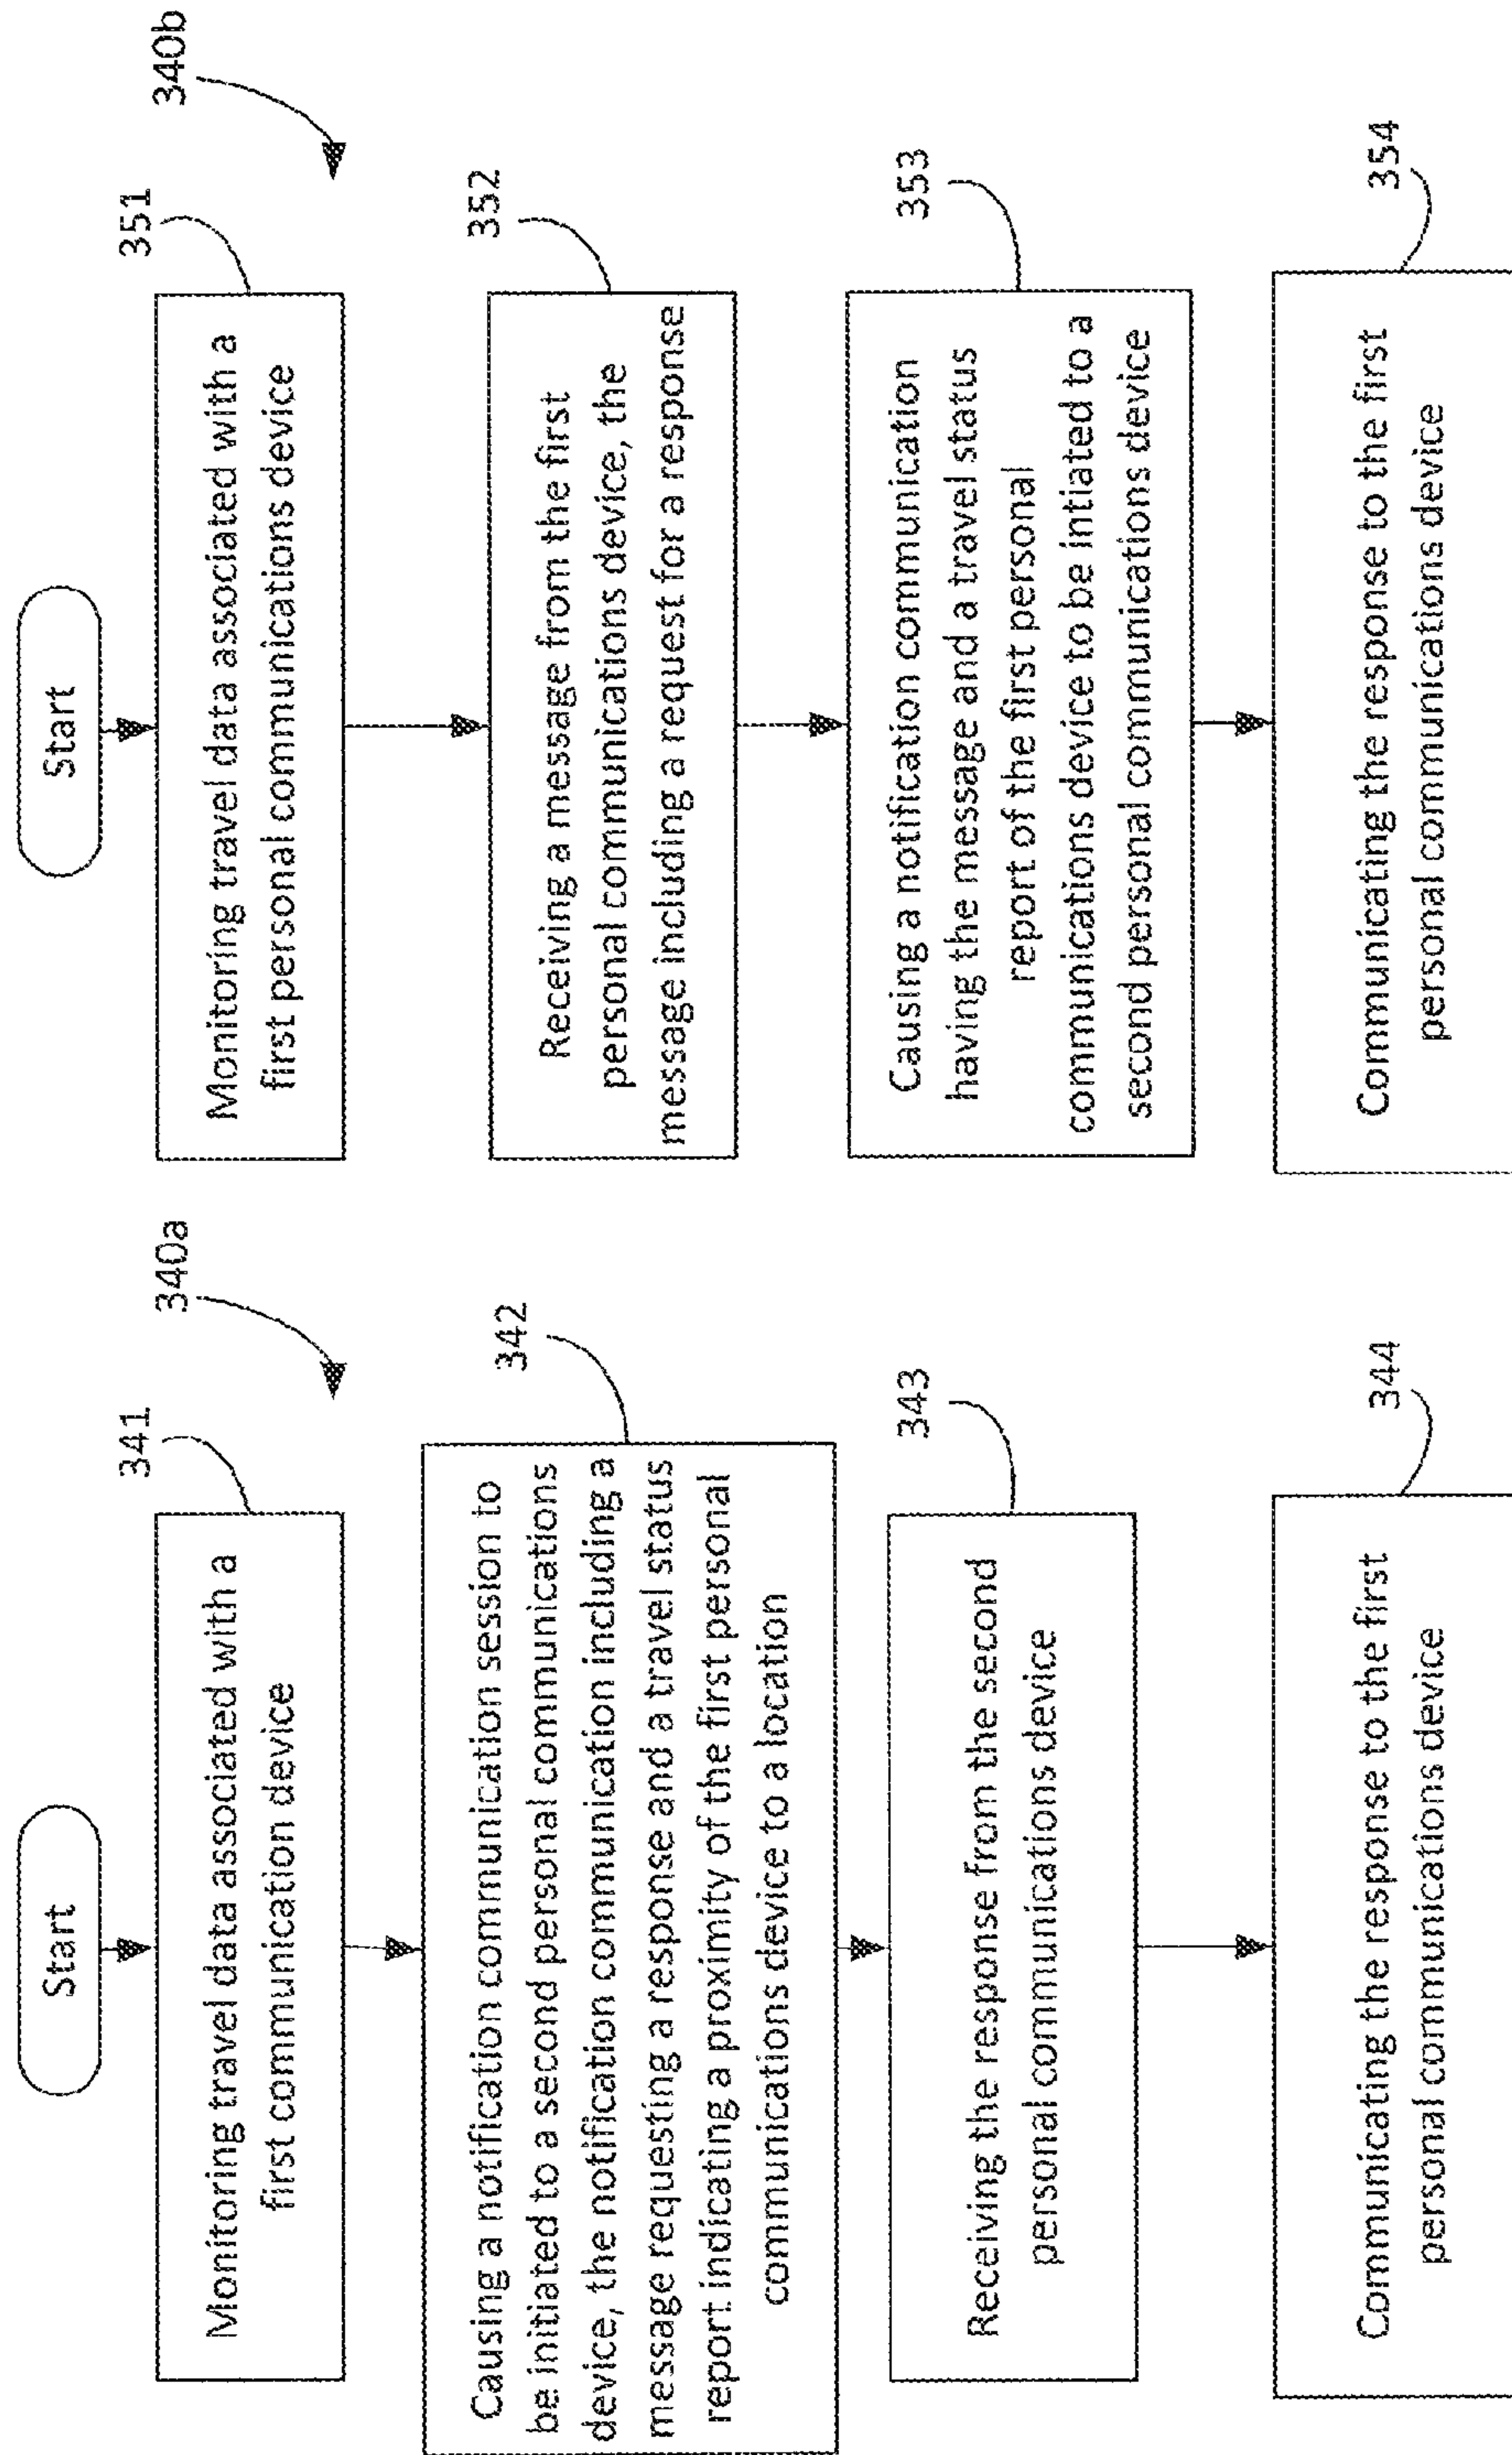 Start
340a
341
Monitoring travel data associated with a
first communication device
342
Causing a notification communication session to
be initiated to a second personal communications
device, the notification communication including a
message requesting a response and a travel status
report indicating a proximity of the first personal
communications device to a location
343
Receiving the response from the second
personal communications device
344
Communicating the response to the first
personal communications device
Start
340b
351
Monitoring travel data associated with a
first personal communications device
352
Receiving a message from the first
personal communications device, the
message including a request for a response
353
Causing a notification communication
having the message and a travel status
report of the first personal
communications device to be intiated to a
second personal communications device
354
Communicating the response to the first
personal communications device